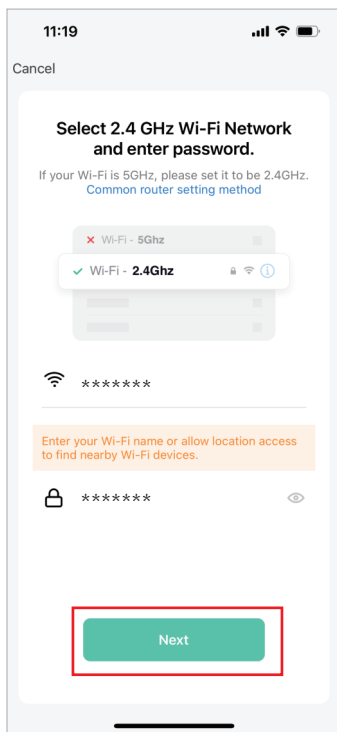 11:19
Cancel
Select 2.4 GHz Wi-Fi Network
and enter password.
If your Wi-Fi is 5GHz, please set it to be 2.4GHz.
Common router setting method
Wi-Fi - 5Ghz
Wi-Fi - 2.4Ghz
*******
Enter your Wi-Fi name or allow location access
to find nearby Wi-Fi devices.
*******
Next